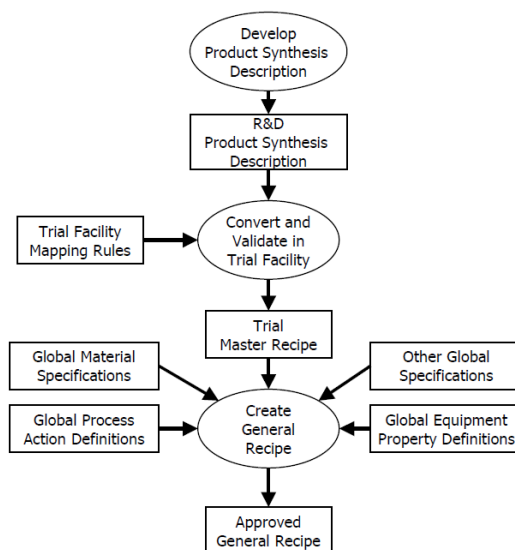 Develop
Product Synthesis
Description
R&D
Product Synthesis
Description
Trial Facility
Mapping Rules
Convert and
Validate in
Trial Facility
Trial
Master Recipe
Global Material
Specifications
Other Global
Specifications
Global Process
Action Definitions
Create
General
Recipe
Global Equipment
Property Definitions
Approved
General Recipe